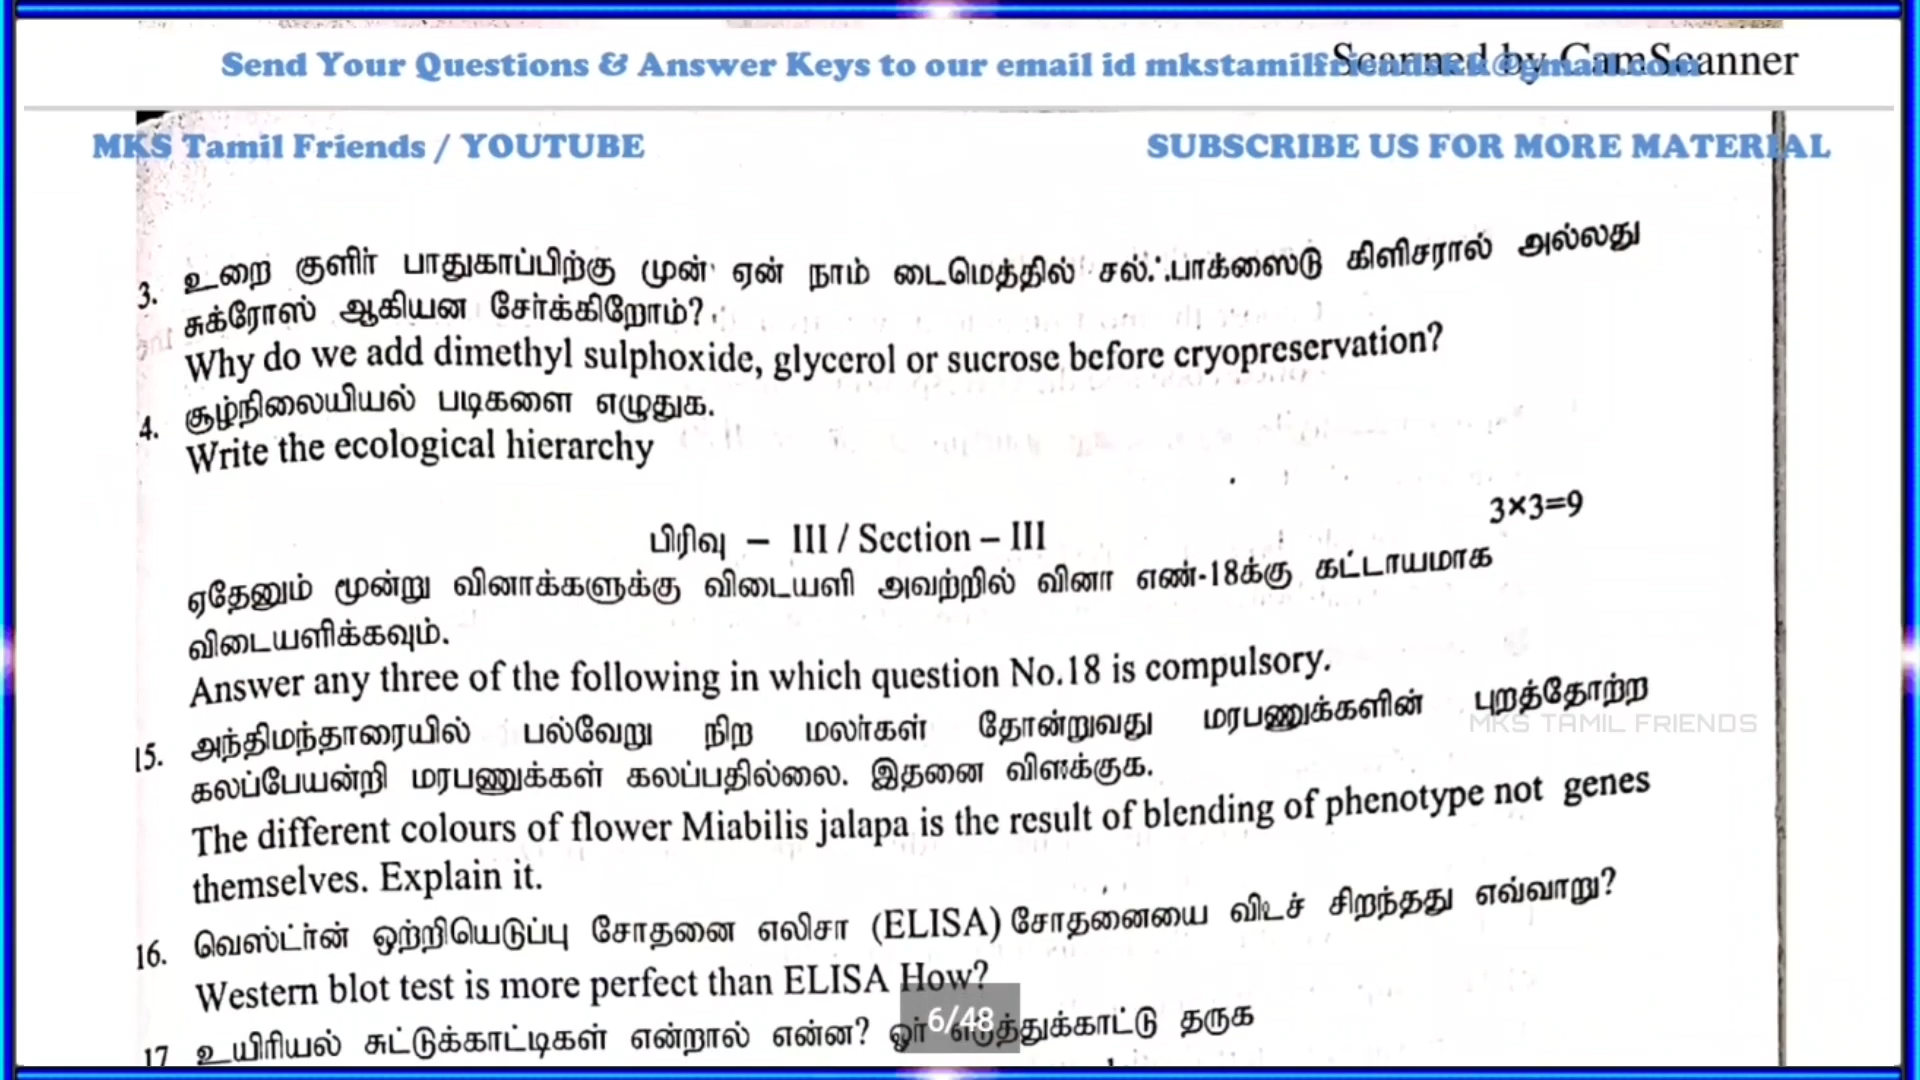 Send Your Questions & Answer Keys to our email id mkstamilfriendskk@gmail.com
Scanned by CamScanner
MKS Tamil Friends / YOUTUBE
SUBSCRIBE US FOR MORE MATERIAL
3. உறை குளிர் பாதுகாப்பிற்கு முன் ஏன் நாம் டைமெத்தில் சல்ஃபாக்ஸைடு கிளிசரால் அல்லது
சுக்ரோஸ் ஆகியன சேர்க்கிறோம்?
Why do we add dimethyl sulphoxide, glycerol or sucrose before cryopreservation?
4. சூழ்நிலையியல் படிகளை எழுதுக.
Write the ecological hierarchy
3×3=9
பிரிவு – III / Section – III
ஏதேனும் மூன்று வினாக்களுக்கு விடையளி அவற்றில் வினா எண்-18க்கு கட்டாயமாக
விடையளிக்கவும்.
Answer any three of the following in which question No.18 is compulsory.
15. அந்திமந்தாரையில் பல்வேறு நிற மலர்கள் தோன்றுவது மரபணுக்களின் புறத்தோற்ற
MKS TAMIL FRIENDS
கலப்பேயன்றி மரபணுக்கள் கலப்பதில்லை. இதனை விளக்குக.
The different colours of flower Miabilis jalapa is the result of blending of phenotype not genes
themselves. Explain it.
16. வெஸ்டர்ன் ஒற்றியெடுப்பு சோதனை எலிசா (ELISA) சோதனையை விடச் சிறந்தது எவ்வாறு?
Western blot test is more perfect than ELISA How?
6/48
17 உயிரியல் சுட்டுக்காட்டிகள் என்றால் என்ன? ஓர் எடுத்துக்காட்டு தருக